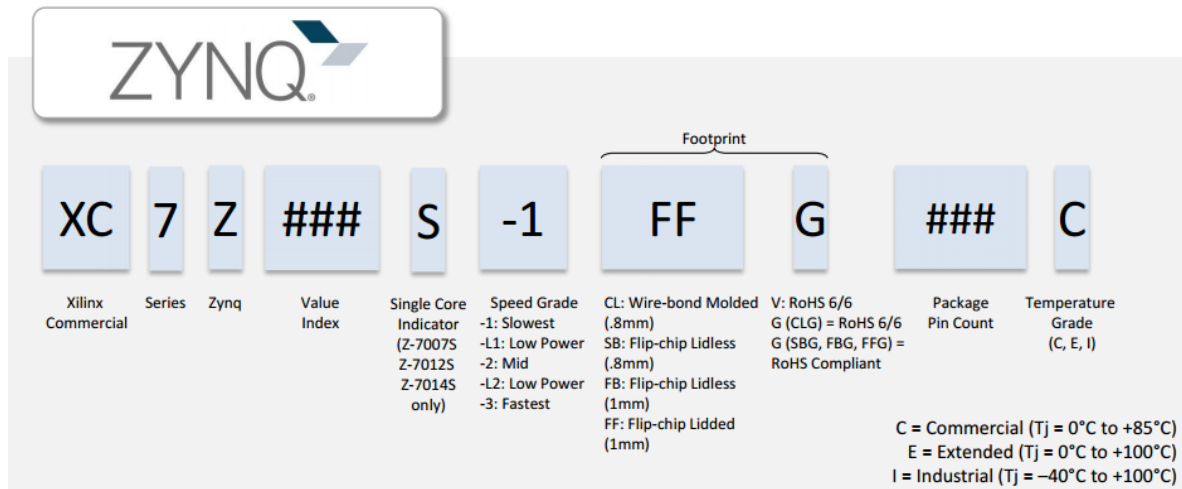 ZYNQ®
Footprint
XC 7 Z ### S -1 FF G ### C
Xilinx
Commercial
Series
Zynq
Value
Index
Single Core
Indicator
(Z-7007S
Z-7012S
Z-7014S
only)
Speed Grade
-1: Slowest
-L1: Low Power
-2: Mid
-L2: Low Power
-3: Fastest
CL: Wire-bond Molded
(.8mm)
SB: Flip-chip Lidless
(.8mm)
FB: Flip-chip Lidless
(1mm)
FF: Flip-chip Lidded
(1mm)
V: RoHS 6/6
G (CLG) = RoHS 6/6
G (SBG, FBG, FFG) =
RoHS Compliant
Package
Pin Count
Temperature
Grade
(C, E, I)
C = Commercial (Tj = 0°C to +85°C)
E = Extended (Tj = 0°C to +100°C)
I = Industrial (Tj = –40°C to +100°C)